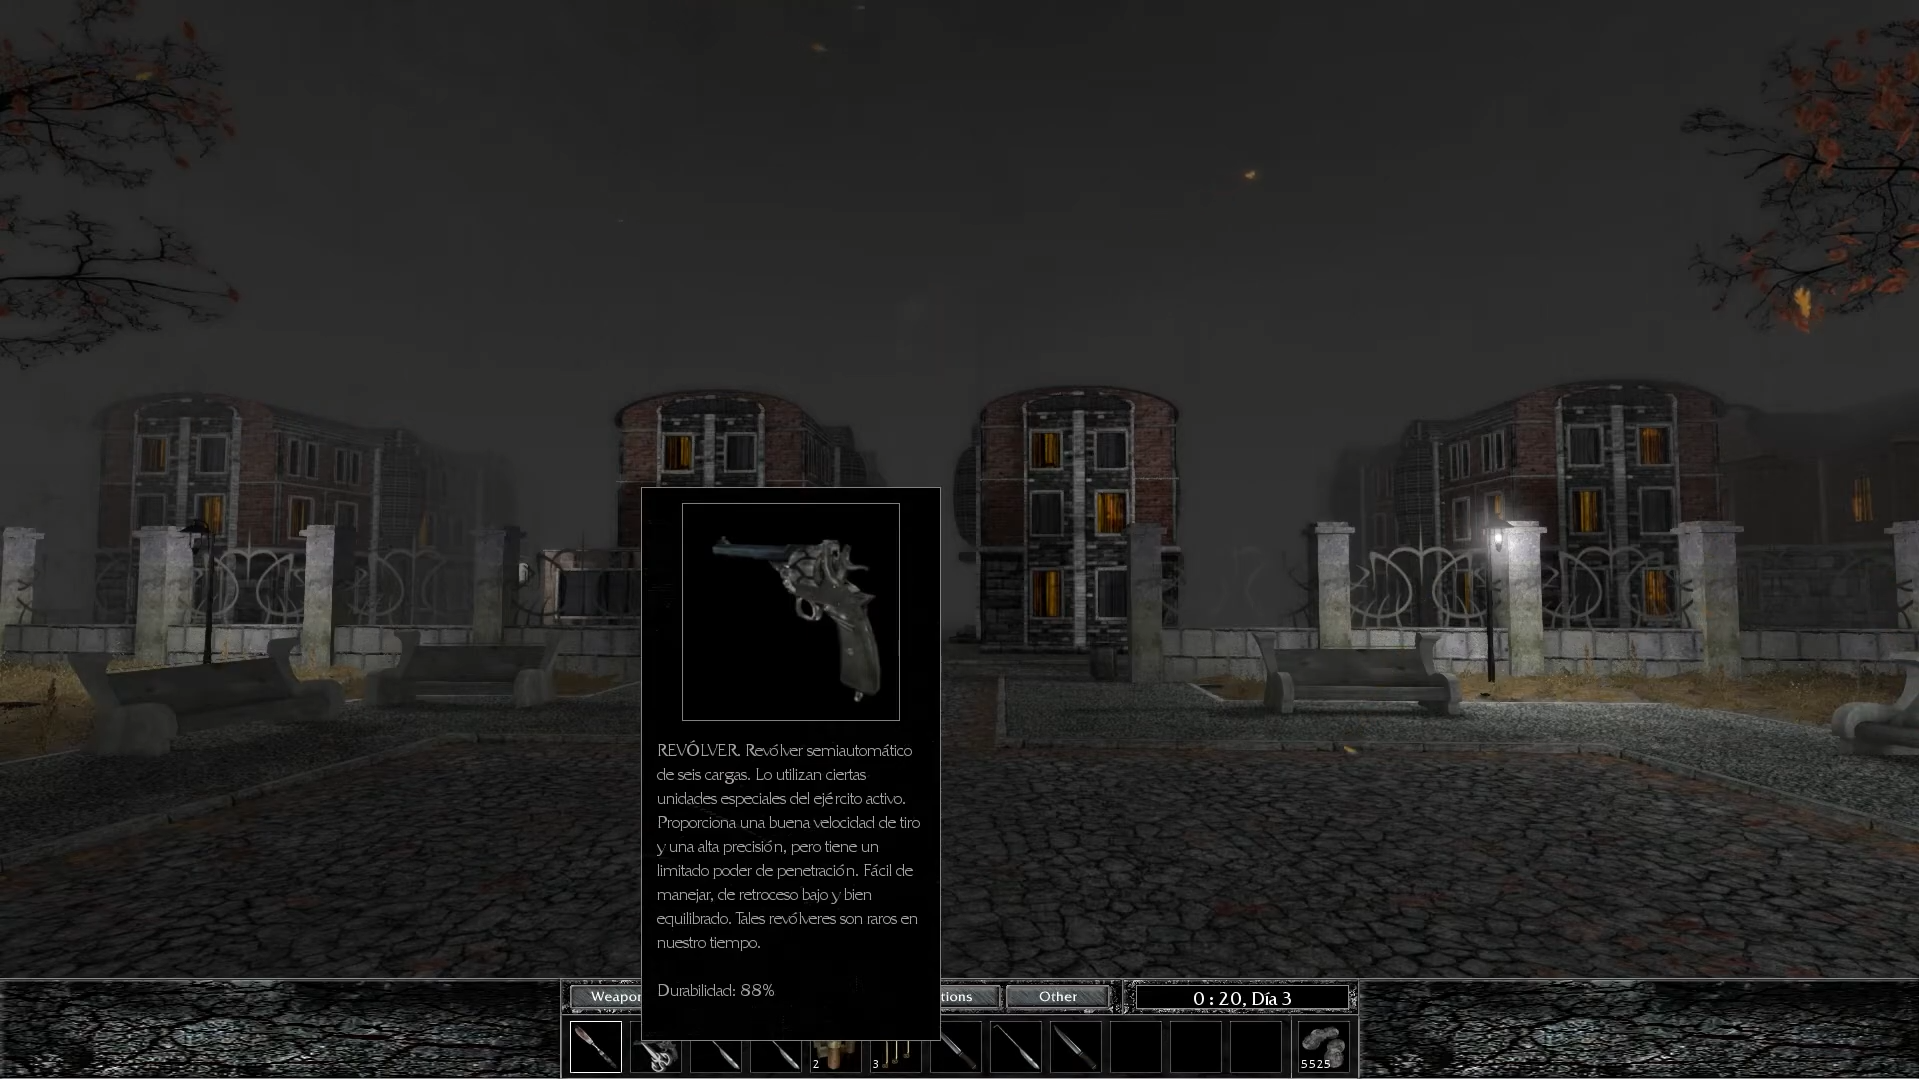 REVÓLVER. Revólver semiautomático
de seis cargas. Lo utilizan ciertas
unidades especiales del ejército activo.
Proporciona una buena velocidad de tiro
y una alta precisión, pero tiene un
limitado poder de penetración. Fácil de
manejar, de retroceso bajo y bien
equilibrado. Tales revólveres son raros en
nuestro tiempo.
Durabilidad: 88%
Weapon
tions
Other
0 : 20, Día 3
2
3
5525